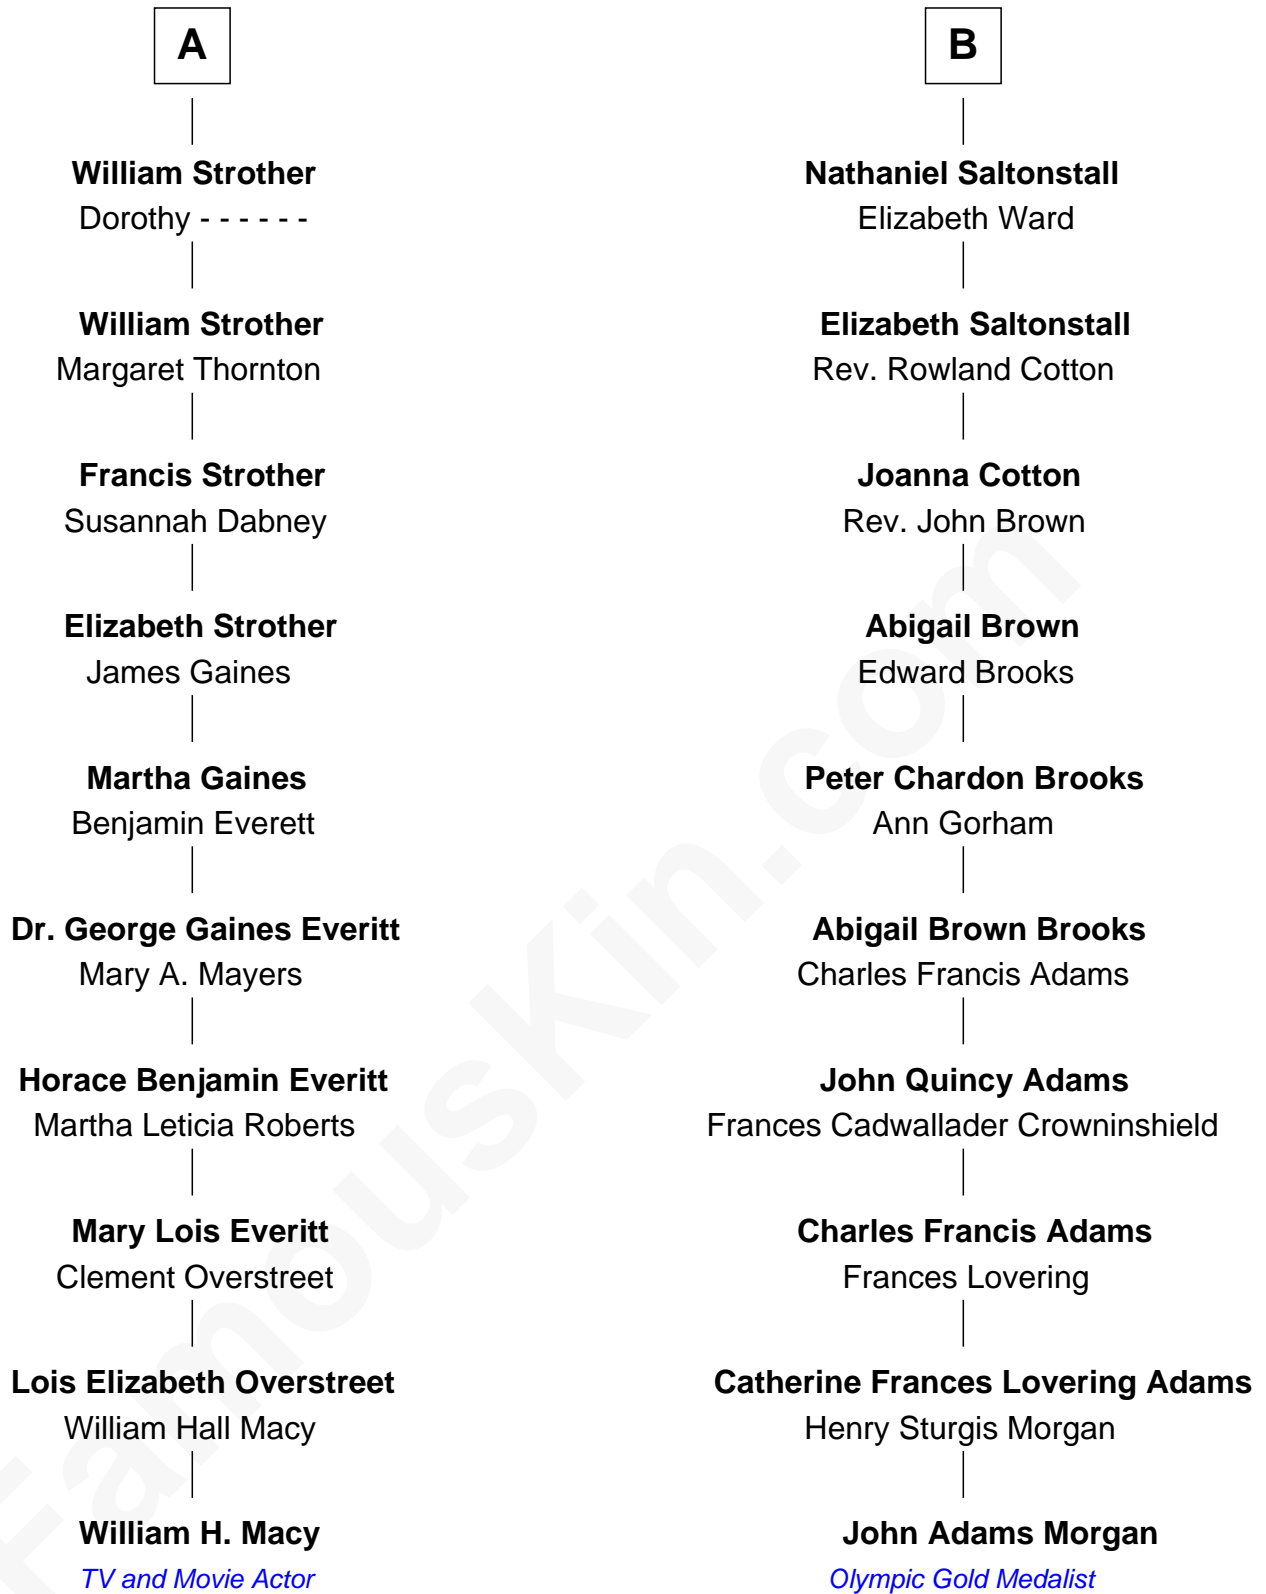 A
William Strother
Dorothy - - - - - -
William Strother
Margaret Thornton
Francis Strother
Susannah Dabney
Elizabeth Strother
James Gaines
Martha Gaines
Benjamin Everett
Dr. George Gaines Everitt
Mary A. Mayers
Horace Benjamin Everitt
Martha Leticia Roberts
Mary Lois Everitt
Clement Overstreet
Lois Elizabeth Overstreet
William Hall Macy
William H. Macy
TV and Movie Actor
B
Nathaniel Saltonstall
Elizabeth Ward
Elizabeth Saltonstall
Rev. Rowland Cotton
Joanna Cotton
Rev. John Brown
Abigail Brown
Edward Brooks
Peter Chardon Brooks
Ann Gorham
Abigail Brown Brooks
Charles Francis Adams
John Quincy Adams
Frances Cadwallader Crowninshield
Charles Francis Adams
Frances Lovering
Catherine Frances Lovering Adams
Henry Sturgis Morgan
John Adams Morgan
Olympic Gold Medalist
FamousKin.com